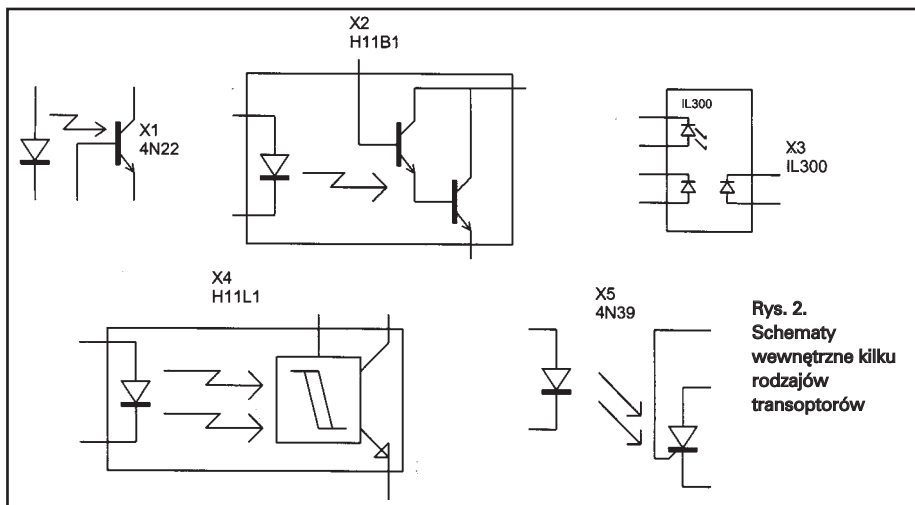 X1
4N22
X2
H11B1
IL300
X3
IL300
X4
H11L1
X5
4N39
Rys. 2.
Schematy
wewnętrzne kilku
rodzajów
transoptorów